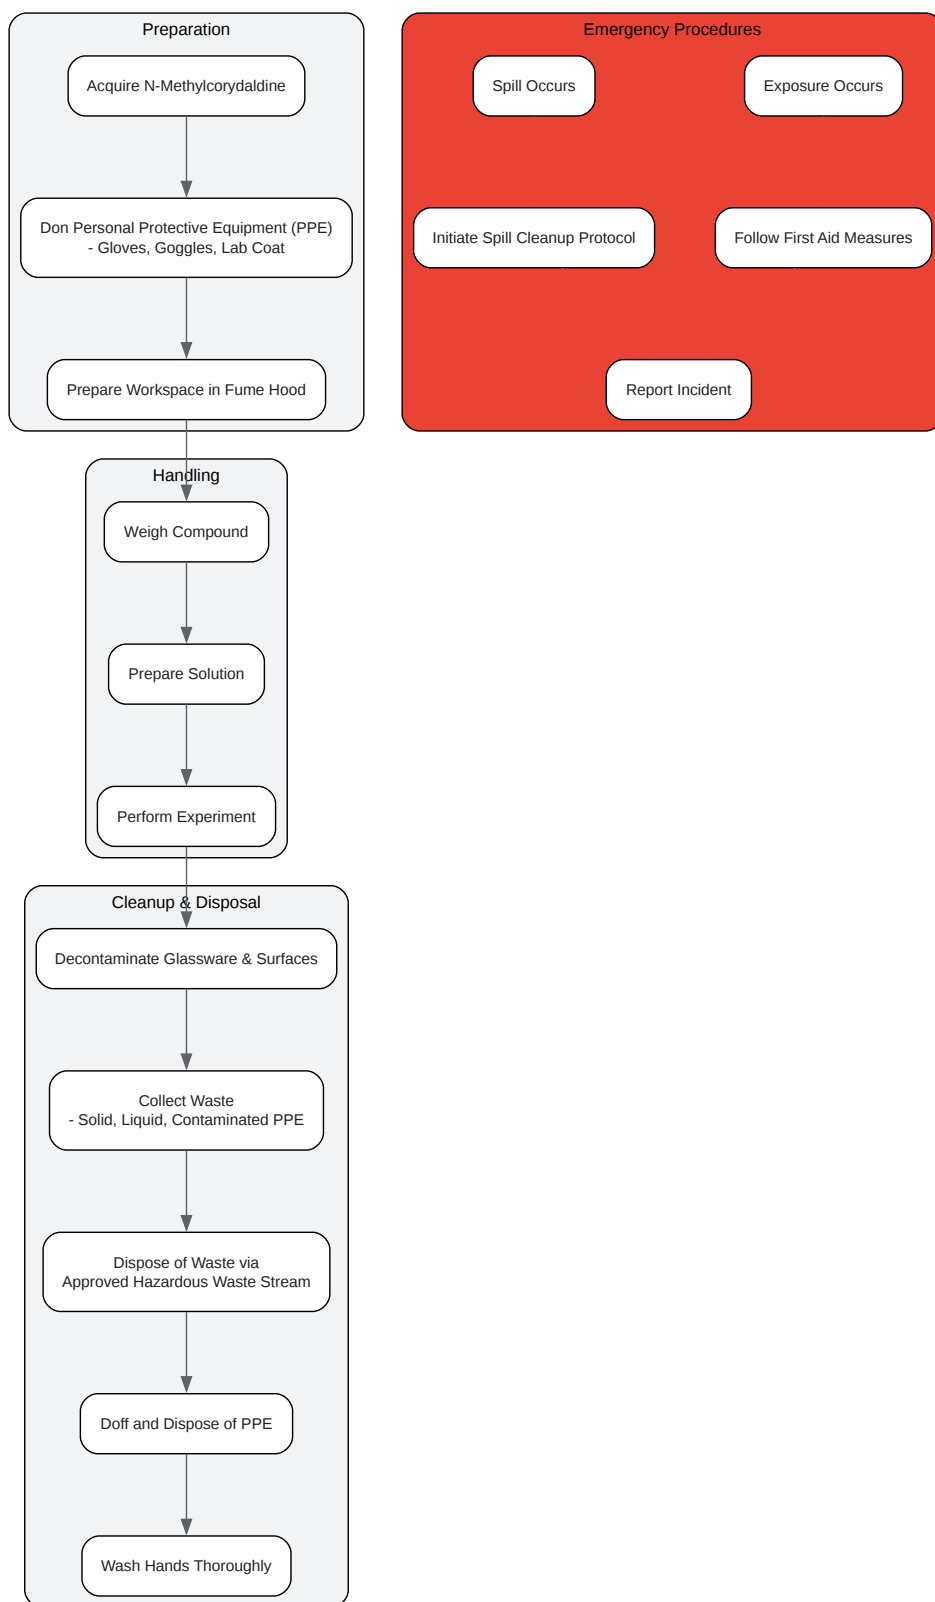 Preparation
Acquire N-Methylcorydaldine
Don Personal Protective Equipment (PPE)
- Gloves, Goggles, Lab Coat
Prepare Workspace in Fume Hood
Handling
Weigh Compound
Prepare Solution
Perform Experiment
Cleanup & Disposal
Decontaminate Glassware & Surfaces
Collect Waste
- Solid, Liquid, Contaminated PPE
Dispose of Waste via
Approved Hazardous Waste Stream
Doff and Dispose of PPE
Wash Hands Thoroughly
Emergency Procedures
Spill Occurs
Exposure Occurs
Initiate Spill Cleanup Protocol
Follow First Aid Measures
Report Incident